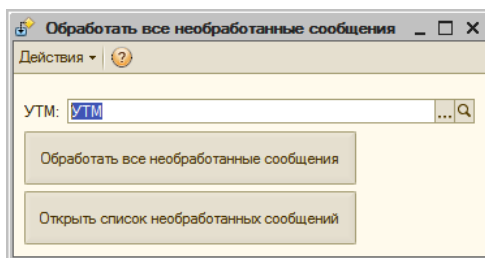 Обработать все необработанные сообщения
Действия
УТМ: УТМ
Обработать все необработанные сообщения
Открыть список необработанных сообщений